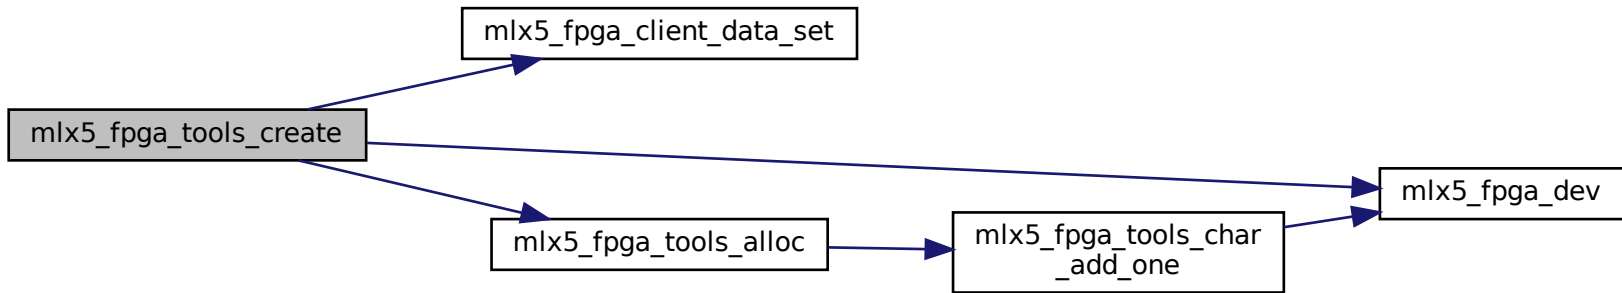 mlx5_fpga_client_data_set
mlx5_fpga_tools_create
mlx5_fpga_dev
mlx5_fpga_tools_alloc
mlx5_fpga_tools_char
_add_one